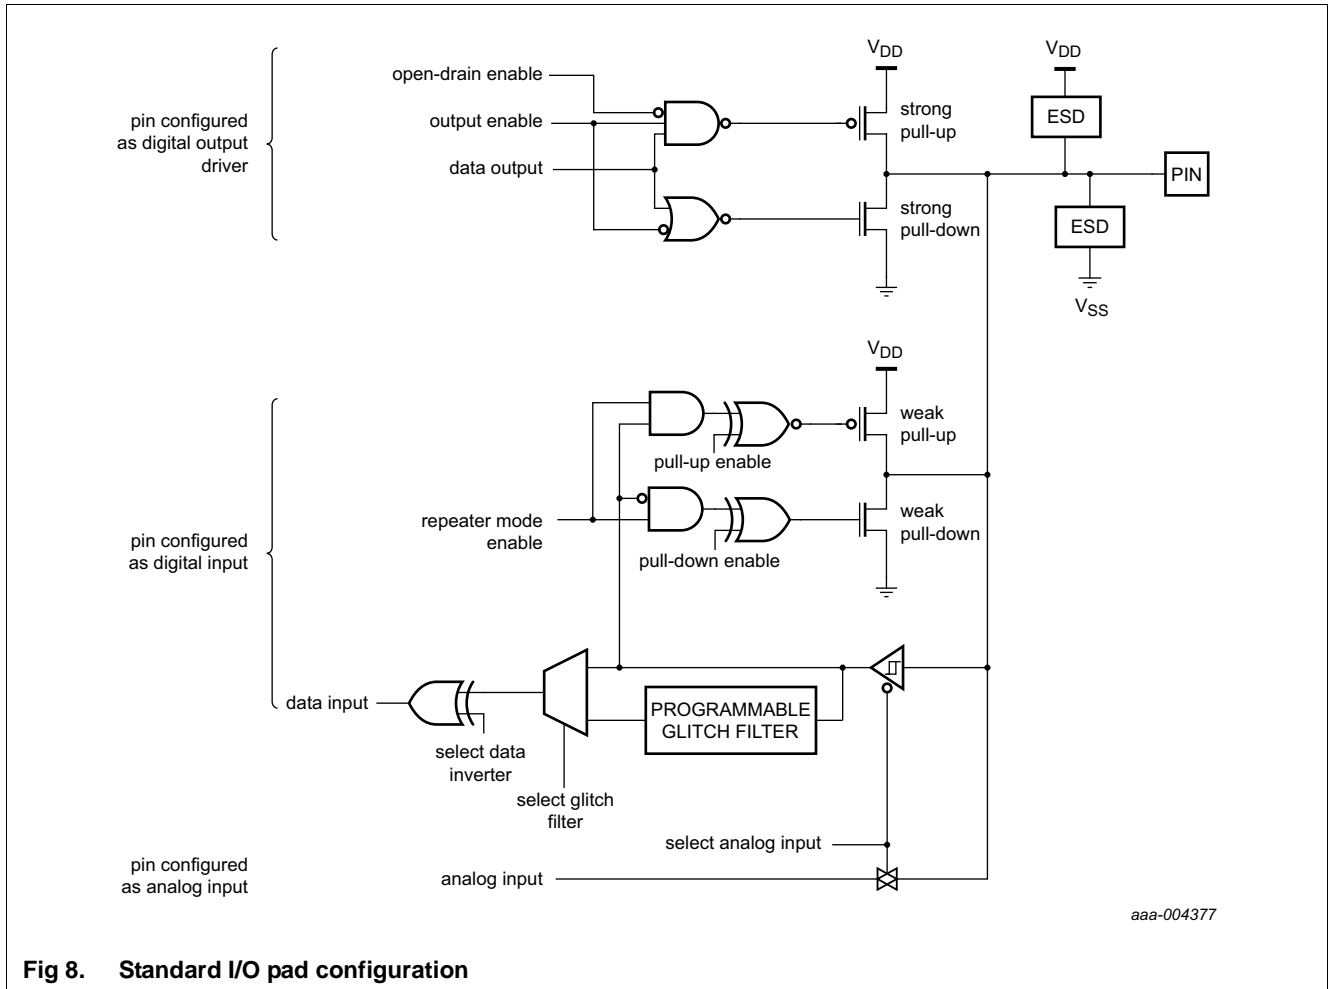 VDD
VDD
open-drain enable
strong
pull-up
ESD
pin configured
as digital output
driver
output enable
data output
PIN
strong
pull-down
ESD
VSS
VDD
weak
pull-up
pull-up enable
repeater mode
enable
weak
pull-down
pin configured
as digital input
pull-down enable
data input
PROGRAMMABLE
GLITCH FILTER
select data
inverter
select glitch
filter
select analog input
pin configured
as analog input
analog input
aaa-004377
Fig 8. Standard I/O pad configuration